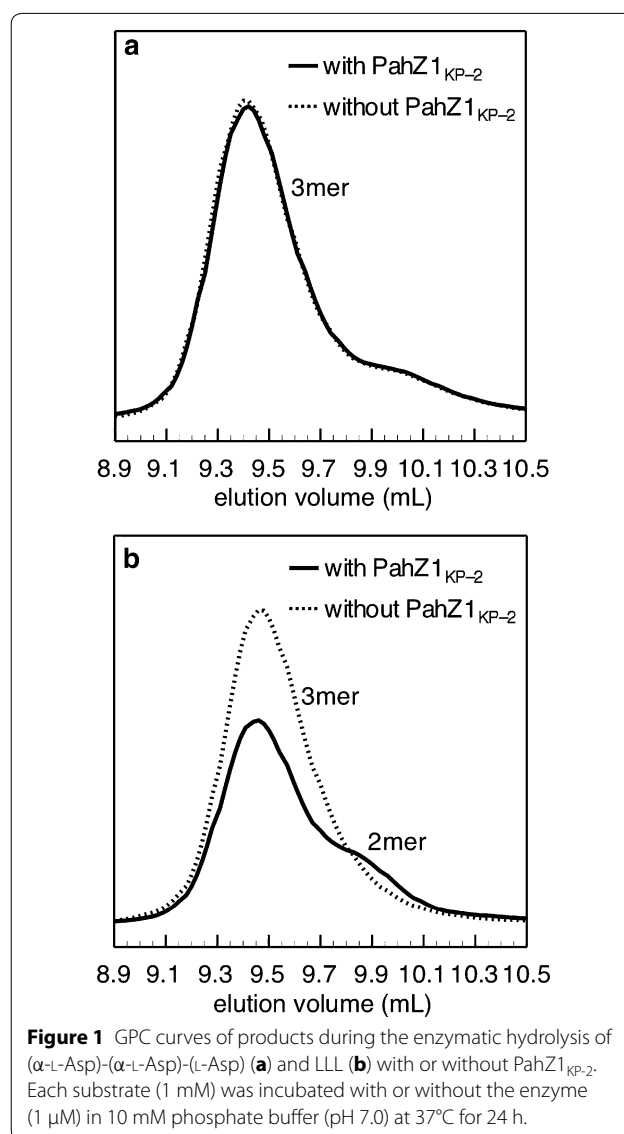 a
with PahZ1KP–2
without PahZ1KP–2
3mer
8.9 9.1 9.3 9.5 9.7 9.9 10.1 10.3 10.5
elution volume (mL)
b
with PahZ1KP–2
without PahZ1KP–2
3mer
2mer
8.9 9.1 9.3 9.5 9.7 9.9 10.1 10.3 10.5
elution volume (mL)
Figure 1 GPC curves of products during the enzymatic hydrolysis of
(α-L-Asp)-(α-L-Asp)-(L-Asp) (a) and LLL (b) with or without PahZ1KP-2.
Each substrate (1 mM) was incubated with or without the enzyme
(1 μM) in 10 mM phosphate buffer (pH 7.0) at 37°C for 24 h.